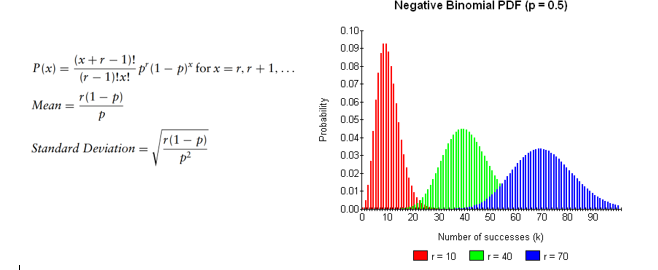 Negative Binomial PDF (p = 0.5)
P(x) = (x + r − 1)! / (r − 1)!x! p^r (1 − p)^x for x = r, r + 1, . . .
Mean = r(1 − p) / p
Standard Deviation = √(r(1 − p) / p²)
Probability
0.10
0.09
0.08
0.07
0.06
0.05
0.04
0.03
0.02
0.01
0.00
0 10 20 30 40 50 60 70 80 90
Number of successes (k)
r = 10 r = 40 r = 70